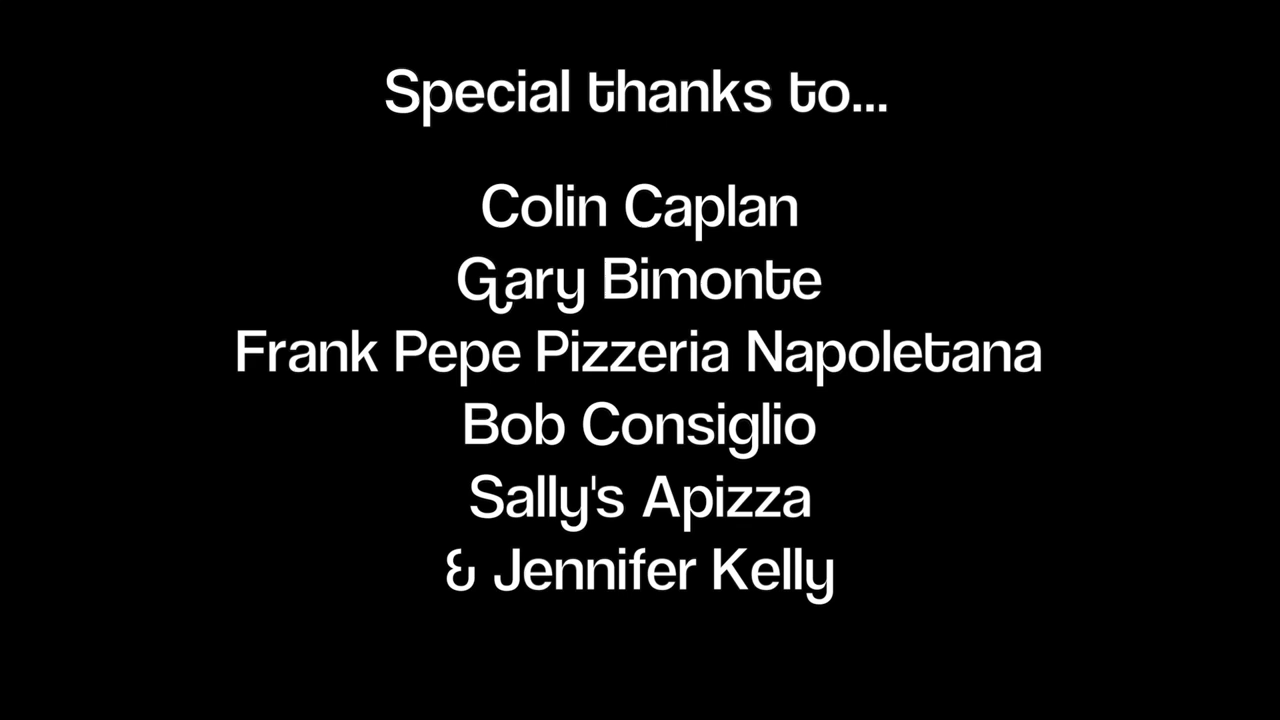 Special thanks to...
Colin Caplan
Gary Bimonte
Frank Pepe Pizzeria Napoletana
Bob Consiglio
Sally's Apizza
& Jennifer Kelly